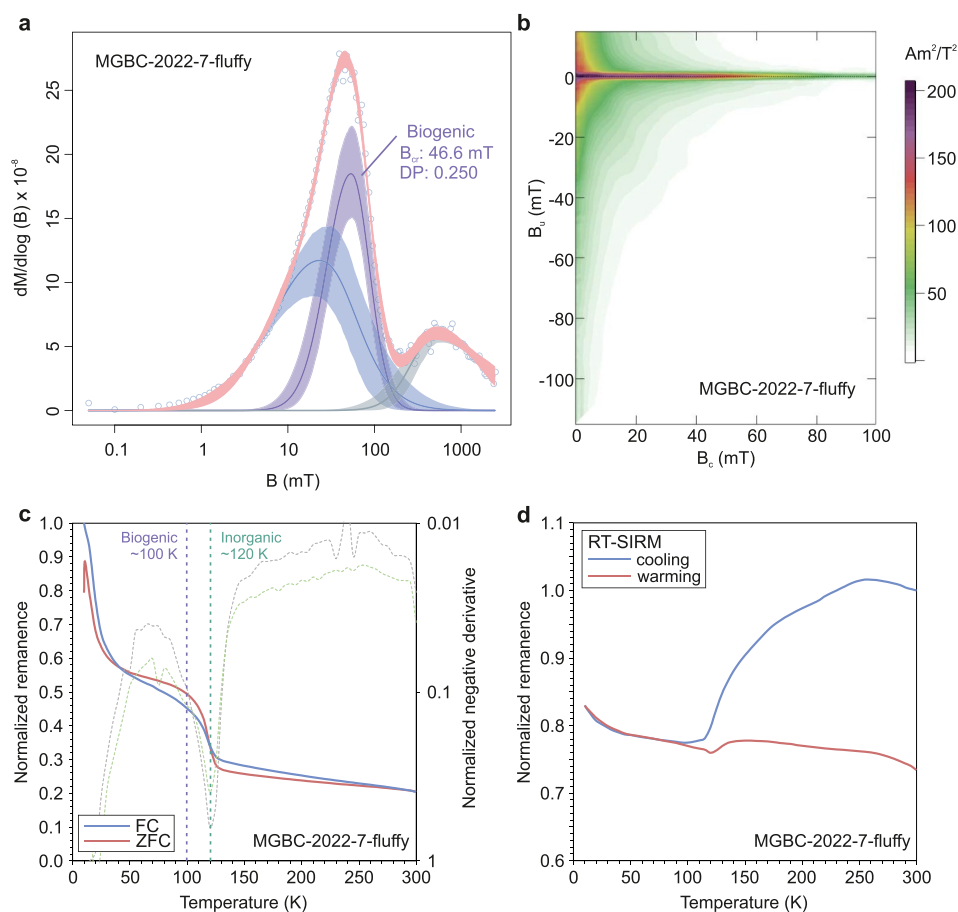 a
MGBC-2022-7-fluffy
Biogenic
Bcr: 46.6 mT
DP: 0.250
dM/dlog (B) x 10-8
25
20
15
10
5
0
0.1
1
10
100
1000
B (mT)
b
Am2/T2
0
-20
-40
-60
-80
-100
Bu (mT)
MGBC-2022-7-fluffy
0
20
40
60
80
100
Bc (mT)
200
150
100
50
c
Biogenic
~100 K
Inorganic
~120 K
1.0
0.9
0.8
0.7
0.6
0.5
0.4
0.3
0.2
0.1
0.0
Normalized remanence
0.01
0.1
1
Normalized negative derivative
FC
ZFC
MGBC-2022-7-fluffy
0
50
100
150
200
250
300
Temperature (K)
d
RT-SIRM
cooling
warming
1.1
1.0
0.9
0.8
0.7
0.6
Normalized remanence
MGBC-2022-7-fluffy
0
50
100
150
200
250
300
Temperature (K)